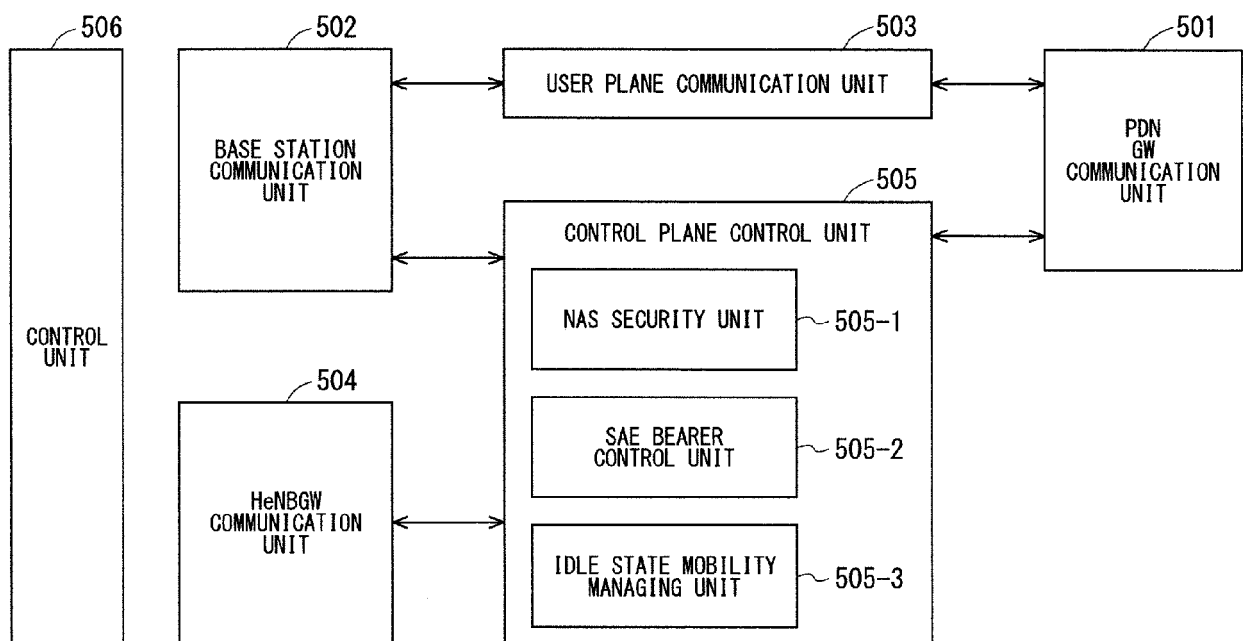 506
502
503
501
USER PLANE COMMUNICATION UNIT
BASE STATION
COMMUNICATION
UNIT
PDN
GW
COMMUNICATION
UNIT
505
CONTROL PLANE CONTROL UNIT
NAS SECURITY UNIT
505-1
CONTROL
UNIT
504
SAE BEARER
CONTROL UNIT
505-2
HeNBGW
COMMUNICATION
UNIT
IDLE STATE MOBILITY
MANAGING UNIT
505-3